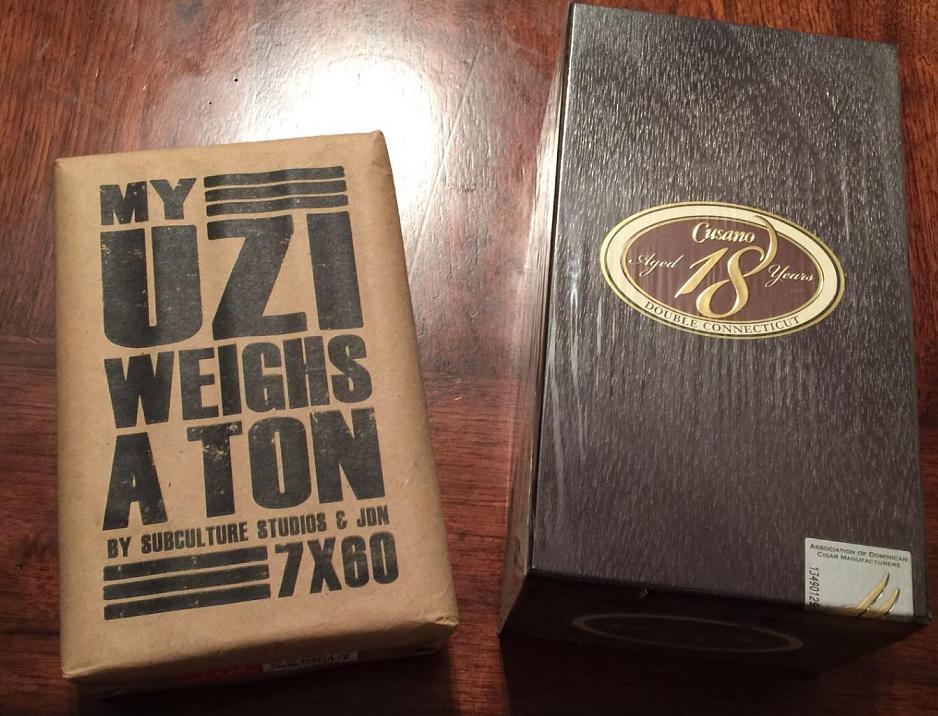 MY
UZI
WEIGHS
A TON
BY SUBCULTURE STUDIOS & JDN
7X60
Cusano
Aged 18 Years
DOUBLE CONNECTICUT
ASSOCIATION OF DOMINICAN
CIGAR MANUFACTURERS